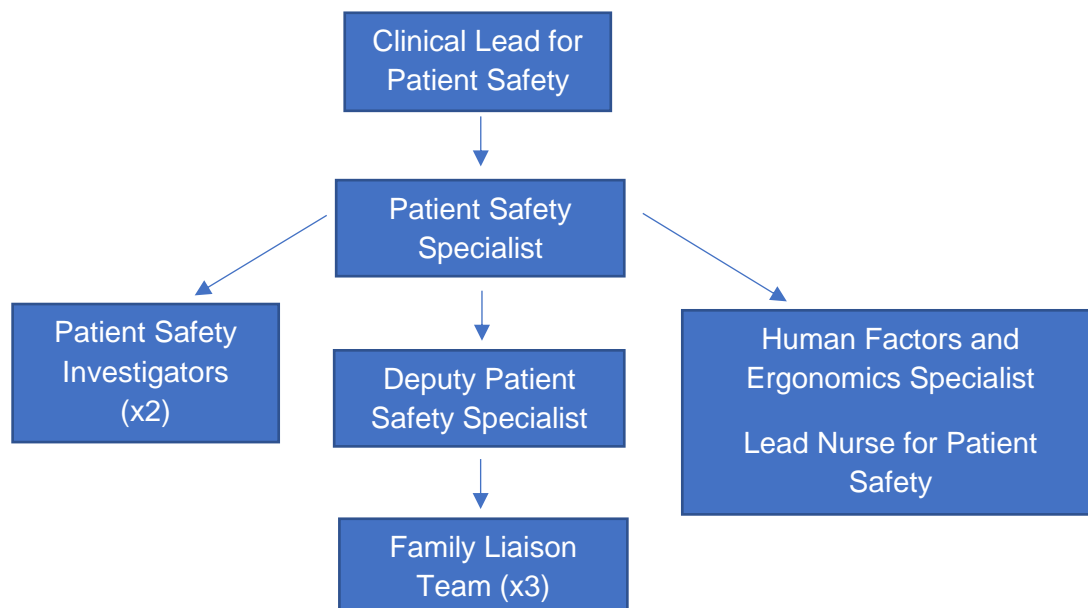 Clinical Lead for
Patient Safety
Patient Safety
Specialist
Patient Safety
Investigators
(x2)
Deputy Patient
Safety Specialist
Human Factors and
Ergonomics Specialist
Lead Nurse for Patient
Safety
Family Liaison
Team (x3)